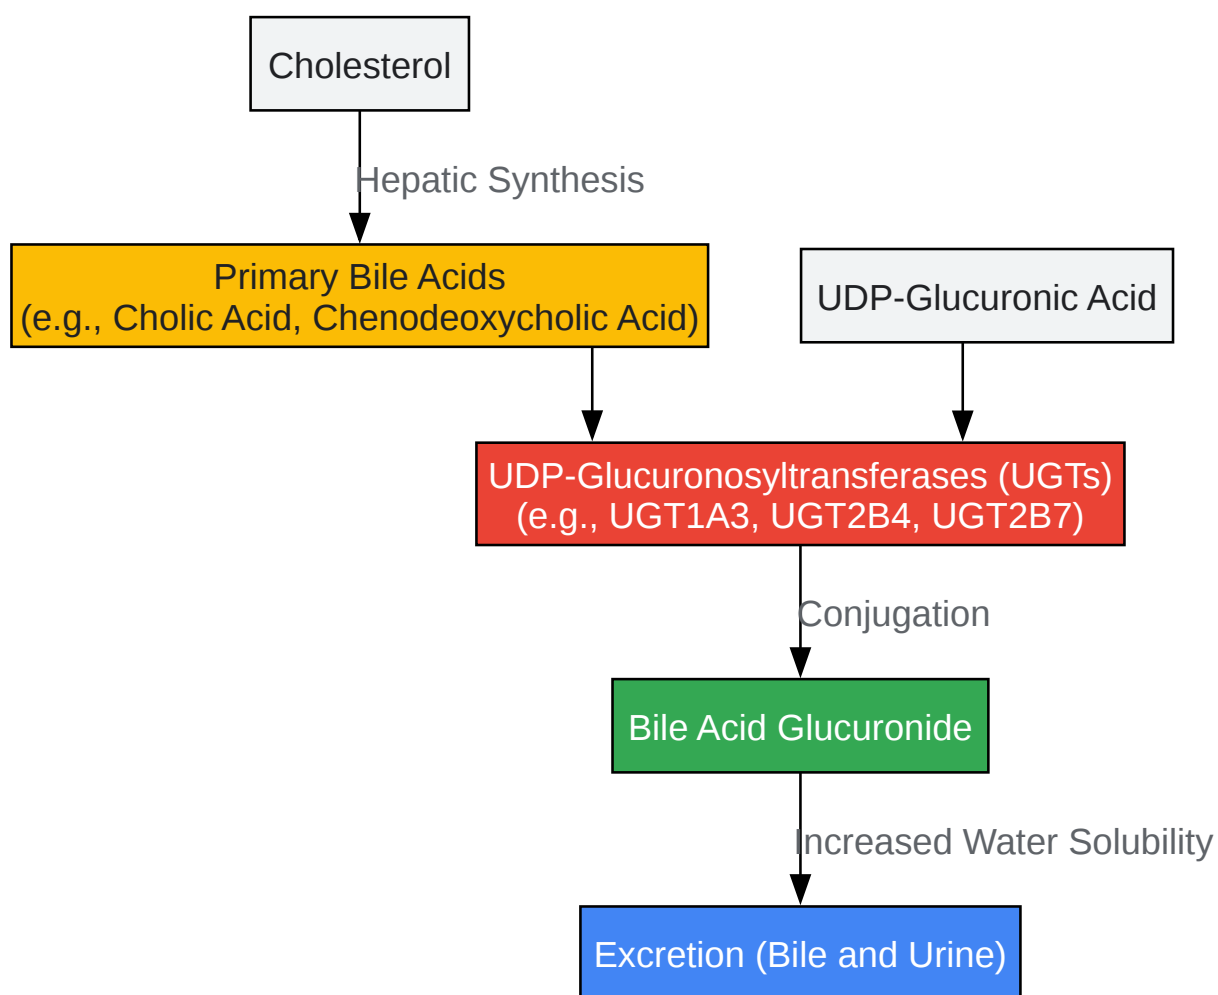 Cholesterol
Hepatic Synthesis
Primary Bile Acids
(e.g., Cholic Acid, Chenodeoxycholic Acid)
UDP-Glucuronic Acid
UDP-Glucuronosyltransferases (UGTs)
(e.g., UGT1A3, UGT2B4, UGT2B7)
Conjugation
Bile Acid Glucuronide
Increased Water Solubility
Excretion (Bile and Urine)